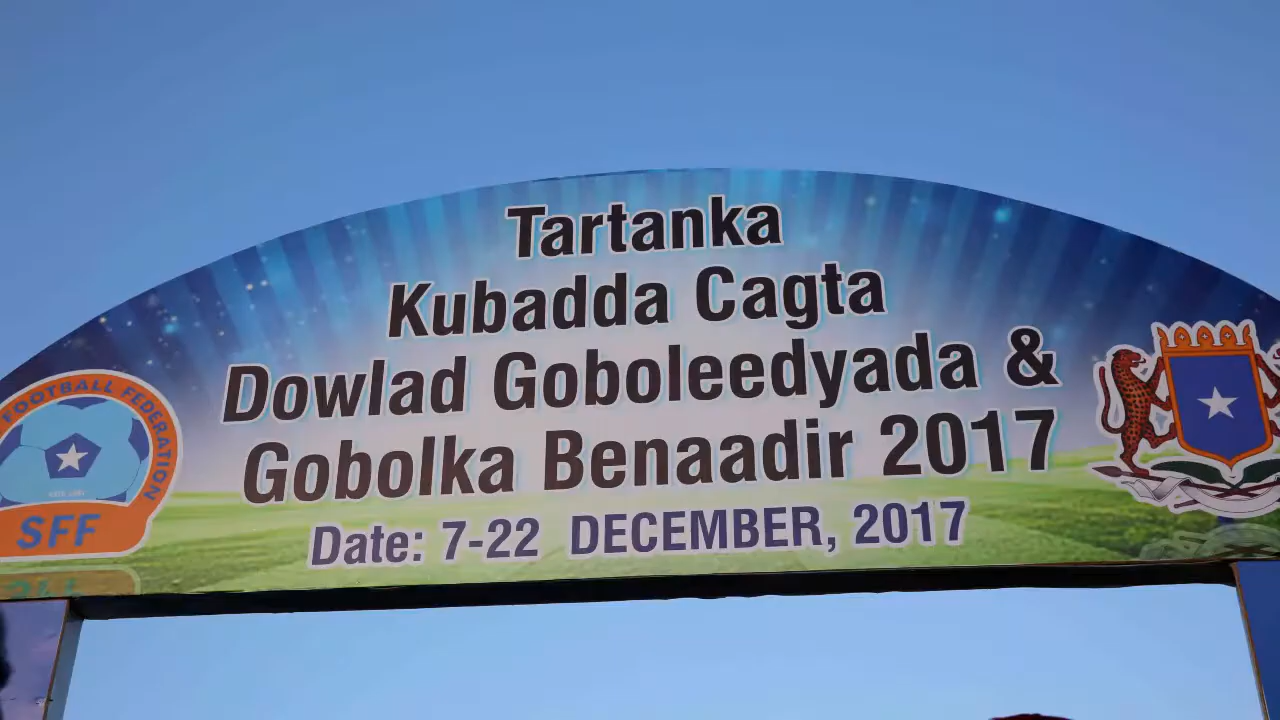 Tartanka
Kubadda Cagta
Dowlad Goboleedyada &
Gobolka Benaadir 2017
Date: 7-22 DECEMBER, 2017
FOOTBALL FEDERATION
SFF